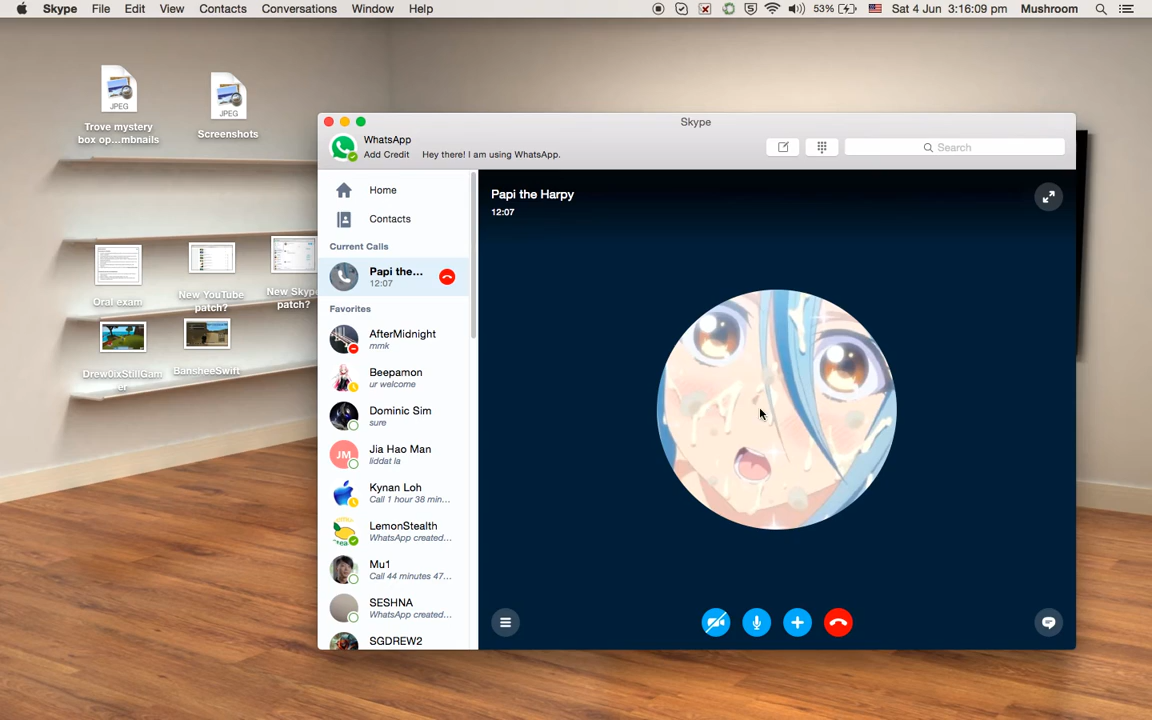 Skype File Edit View Contacts Conversations Window Help 53% Sat 4 Jun 3:16:09 pm Mushroom
JPEG
Trove mystery
box op...mbnails
JPEG
Screenshots
Oral exam
New YouTube
patch?
New Skype
patch?
Drew0ixStillGam
er
BansheeSwift
Skype
WhatsApp
Add Credit Hey there! I am using WhatsApp.
Search
Home
Contacts
Current Calls
Papi the...
12:07
Favorites
AfterMidnight
mmk
Beepamon
ur welcome
Dominic Sim
sure
JM
Jia Hao Man
liddat la
Kynan Loh
Call 1 hour 38 min...
LemonStealth
WhatsApp created...
Mu1
Call 44 minutes 47...
SESHNA
WhatsApp created...
SGDREW2
Papi the Harpy
12:07